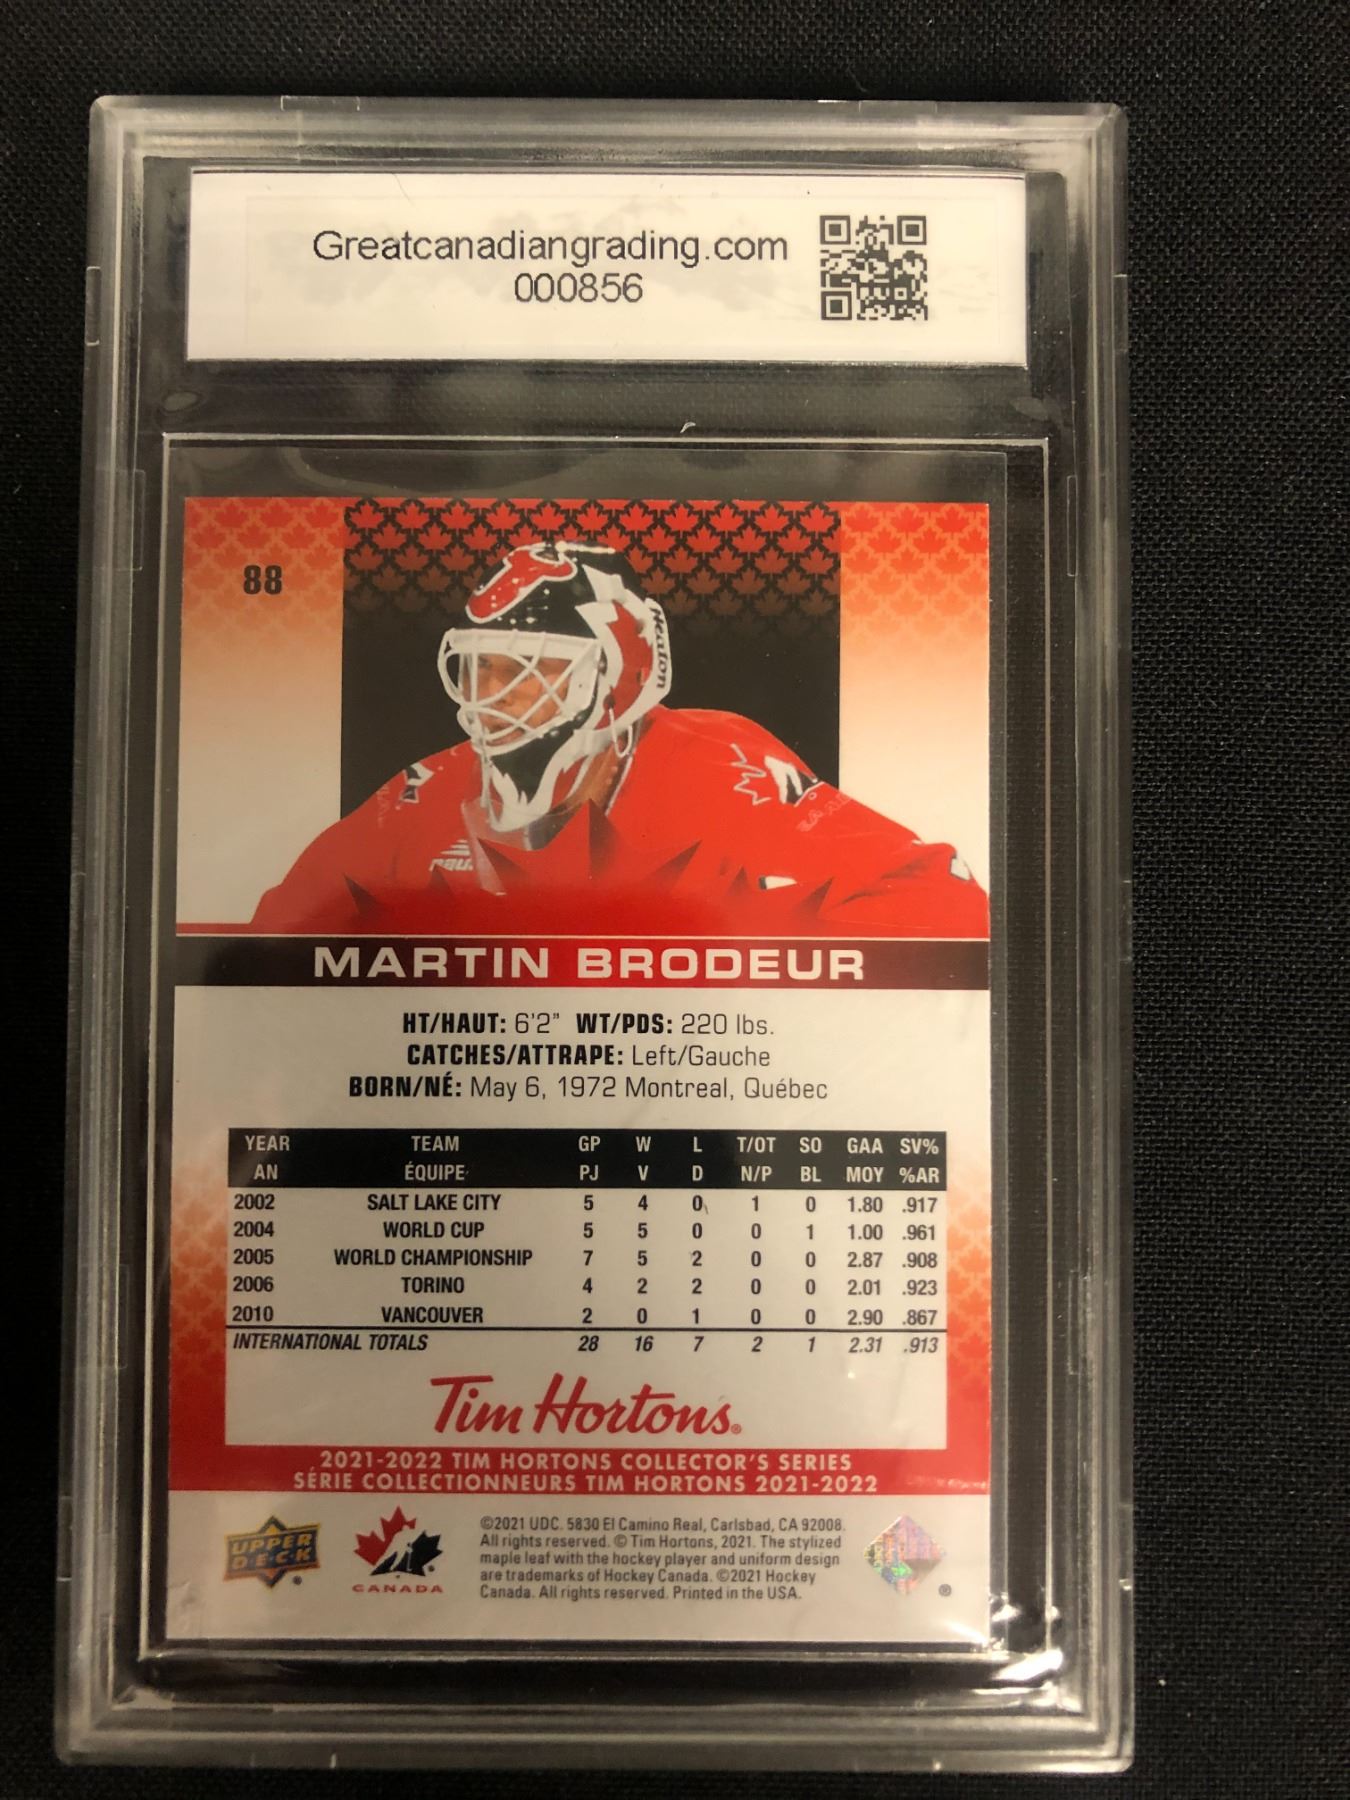 Greatcanadiangrading.com
000856
88
Heaton
MARTIN BRODEUR
HT/HAUT: 6'2" WT/PDS: 220 lbs.
CATCHES/ATTRAPE: Left/Gauche
BORN/NÉ: May 6, 1972 Montreal, Québec
YEAR TEAM GP W L T/OT SO GAA SV%
AN ÉQUIPE PJ V D N/P BL MOY %AR
2002 SALT LAKE CITY 5 4 0 1 0 1.80 .917
2004 WORLD CUP 5 5 0 0 1 1.00 .961
2005 WORLD CHAMPIONSHIP 7 5 2 0 0 2.87 .908
2006 TORINO 4 2 2 0 0 2.01 .923
2010 VANCOUVER 2 0 1 0 0 2.90 .867
INTERNATIONAL TOTALS 28 16 7 2 1 2.31 .913
Tim Hortons®
2021-2022 TIM HORTONS COLLECTOR'S SERIES
SÉRIE COLLECTIONNEURS TIM HORTONS 2021-2022
UPPER DECK®
CANADA
©2021 UDC. 5830 El Camino Real, Carlsbad, CA 92008.
All rights reserved. © Tim Hortons, 2021. The stylized
maple leaf with the hockey player and uniform design
are trademarks of Hockey Canada. ©2021 Hockey
Canada. All rights reserved. Printed in the USA.
®